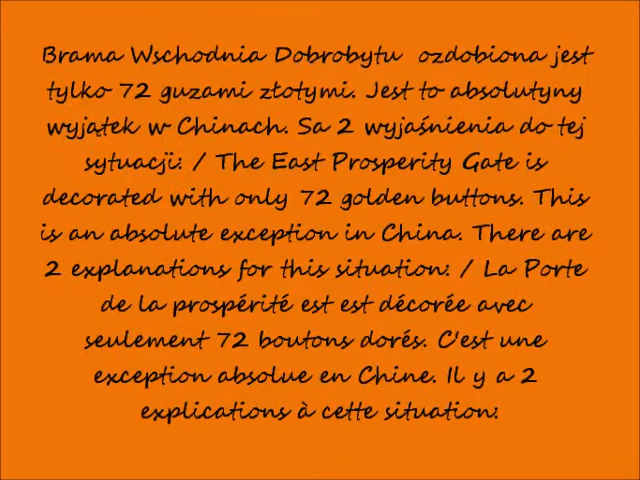 Brama Wschodnia Dobrobytu ozdobiona jest
tylko 72 guzami złotymi. Jest to absolutyny
wyjątek w Chinach. Sa 2 wyjaśnienia do tej
sytuacji: / The East Prosperity Gate is
decorated with only 72 golden buttons. This
is an absolute exception in China. There are
2 explanations for this situation: / La Porte
de la prospérité est est décorée avec
seulement 72 boutons dorés. C'est une
exception absolue en Chine. Il y a 2
explications à cette situation: